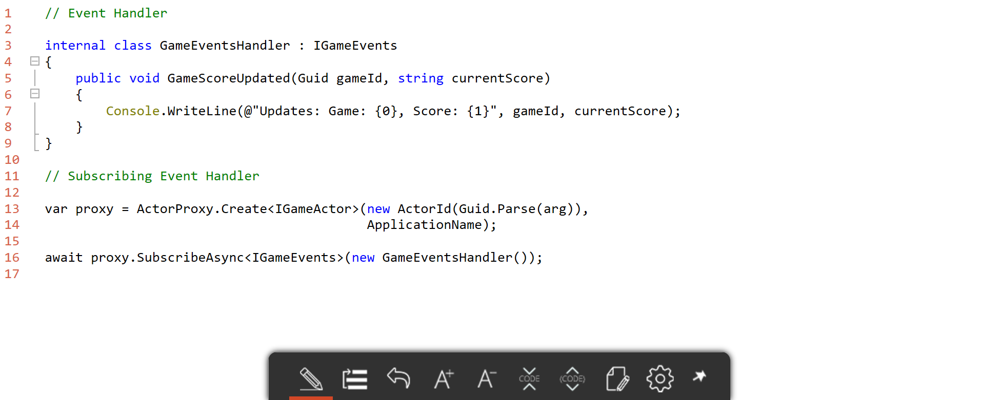 1 // Event Handler
2
3 internal class GameEventsHandler : IGameEvents
4 {
5 public void GameScoreUpdated(Guid gameId, string currentScore)
6 {
7 Console.WriteLine(@"Updates: Game: {0}, Score: {1}", gameId, currentScore);
8 }
9 }
10
11 // Subscribing Event Handler
12
13 var proxy = ActorProxy.Create<IGameActor>(new ActorId(Guid.Parse(arg)),
14 ApplicationName);
15
16 await proxy.SubscribeAsync<IGameEvents>(new GameEventsHandler());
17
A+ A- CODE (CODE)